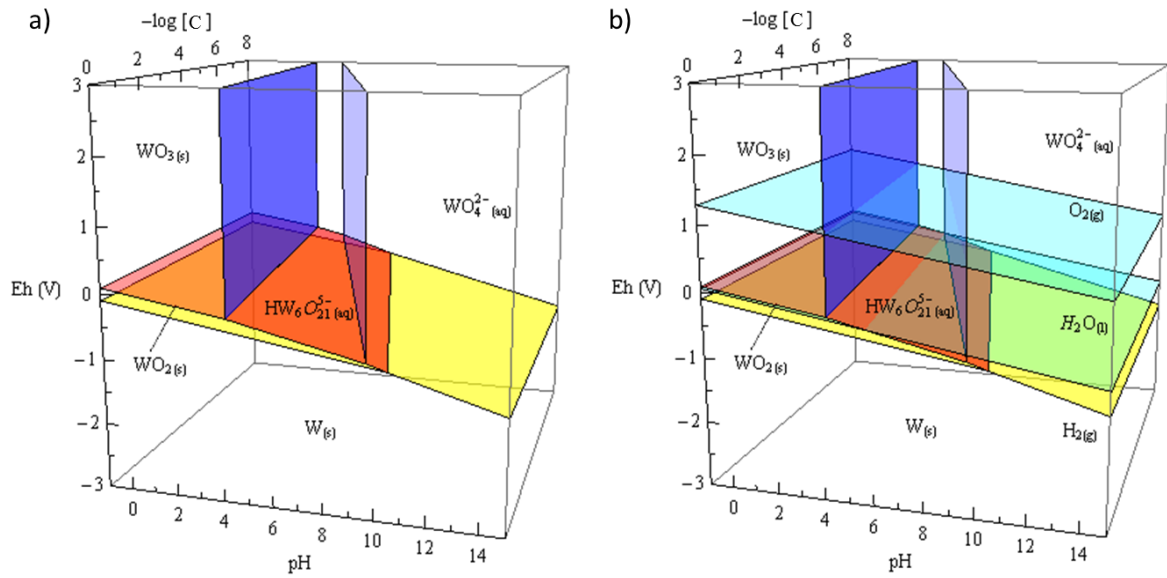 a)
−log [C]
0 2 4 6 8
3
2
1
0
−1
−2
−3
Eh (V)
WO3(s)
WO4^2−(aq)
HW6O21^5−(aq)
WO2(s)
W(s)
0 2 4 6 8 10 12 14
pH
b)
−log [C]
0 2 4 6 8
3
2
1
0
−1
−2
−3
Eh (V)
WO3(s)
WO4^2−(aq)
O2(g)
HW6O21^5−(aq)
H2O(l)
WO2(s)
W(s)
H2(g)
0 2 4 6 8 10 12 14
pH